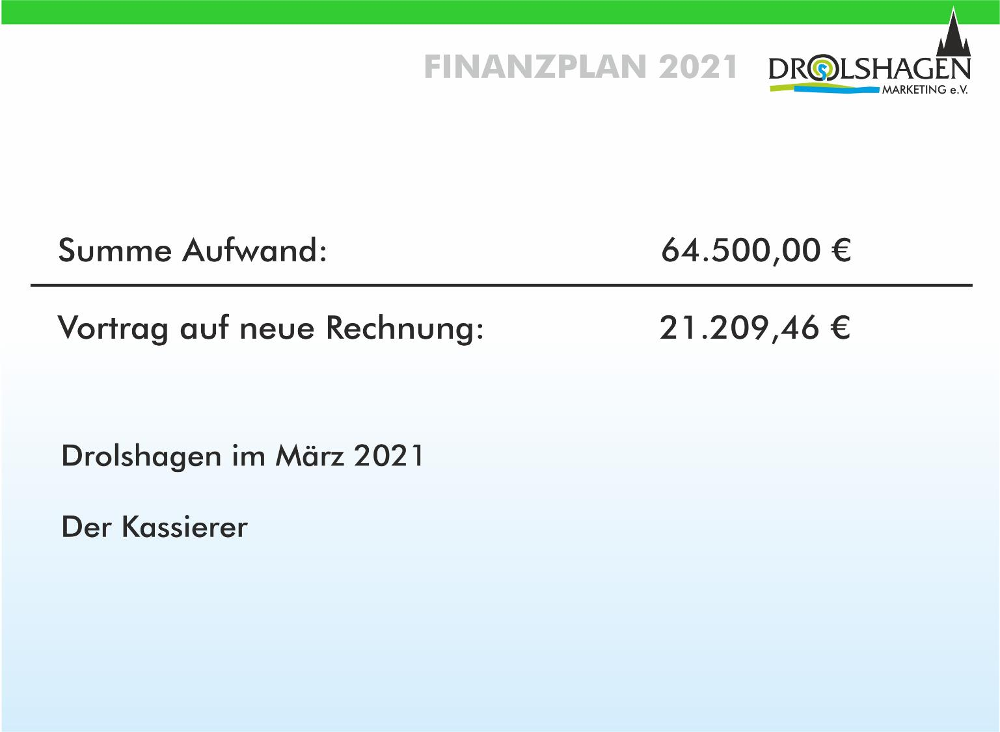 FINANZPLAN 2021
DROLSHAGEN
MARKETING e.V.
Summe Aufwand: 64.500,00 €
Vortrag auf neue Rechnung: 21.209,46 €
Drolshagen im März 2021
Der Kassierer